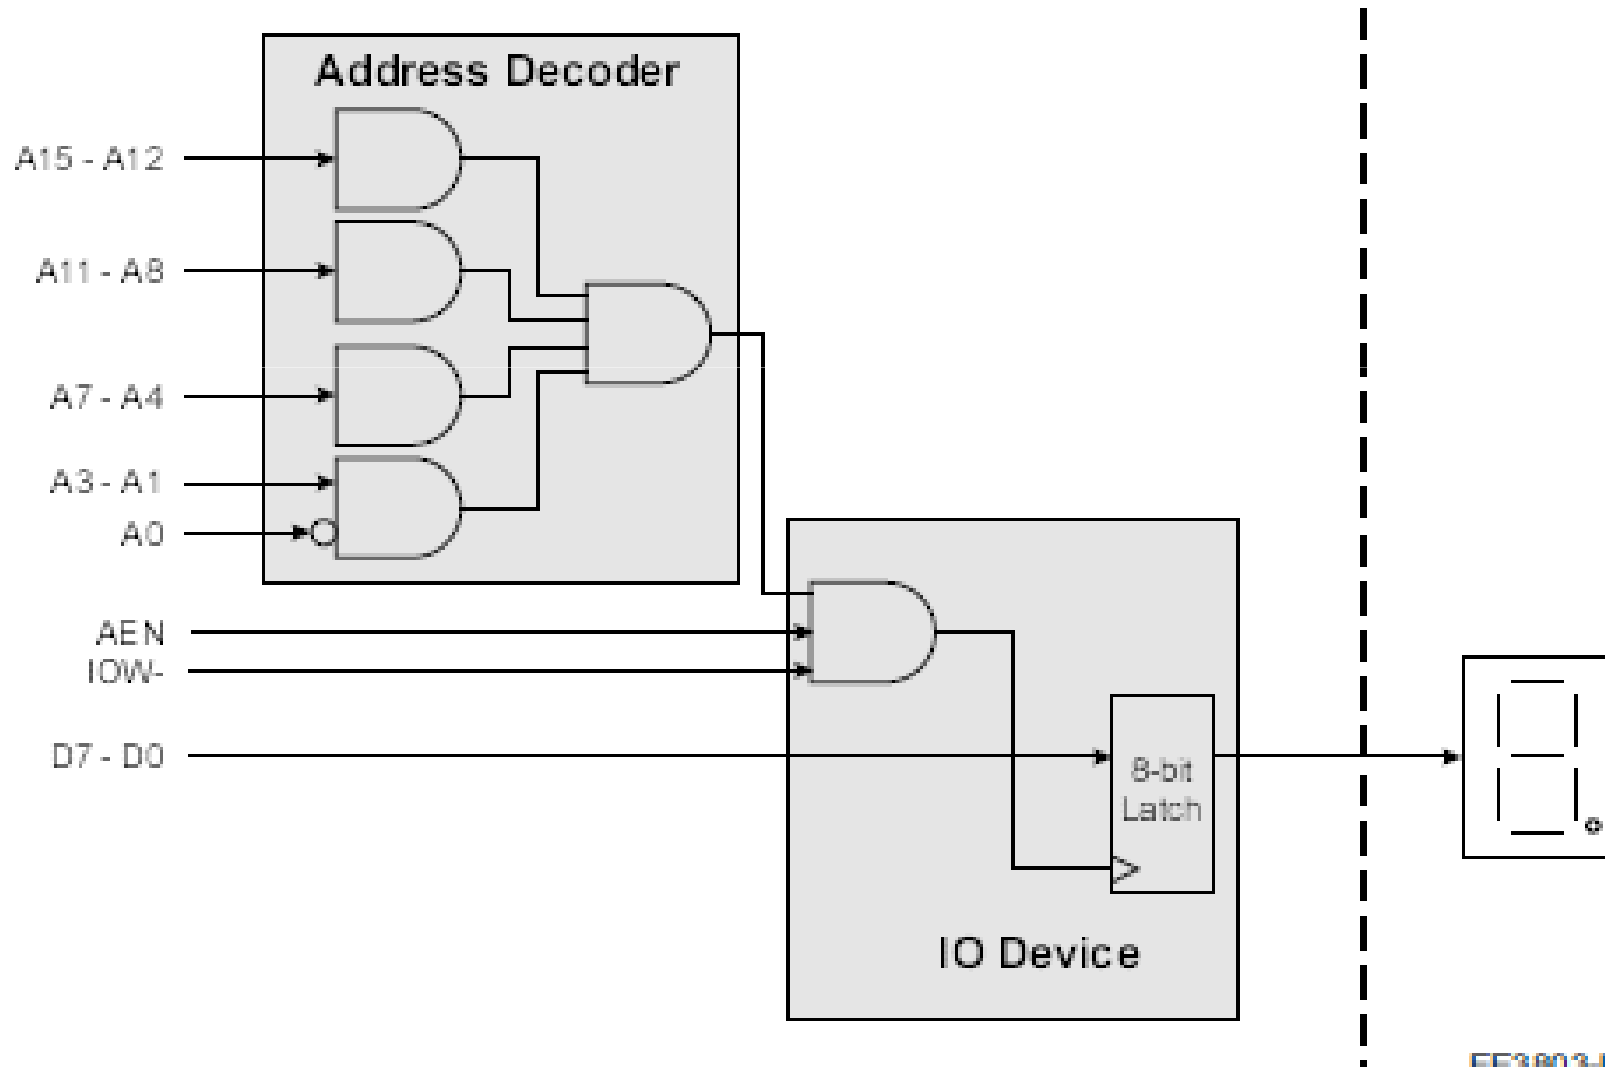 Address Decoder
A15 - A12
A11 - A8
A7 - A4
A3 - A1
A0
AEN
IOW-
D7 - D0
8-bit
Latch
IO Device